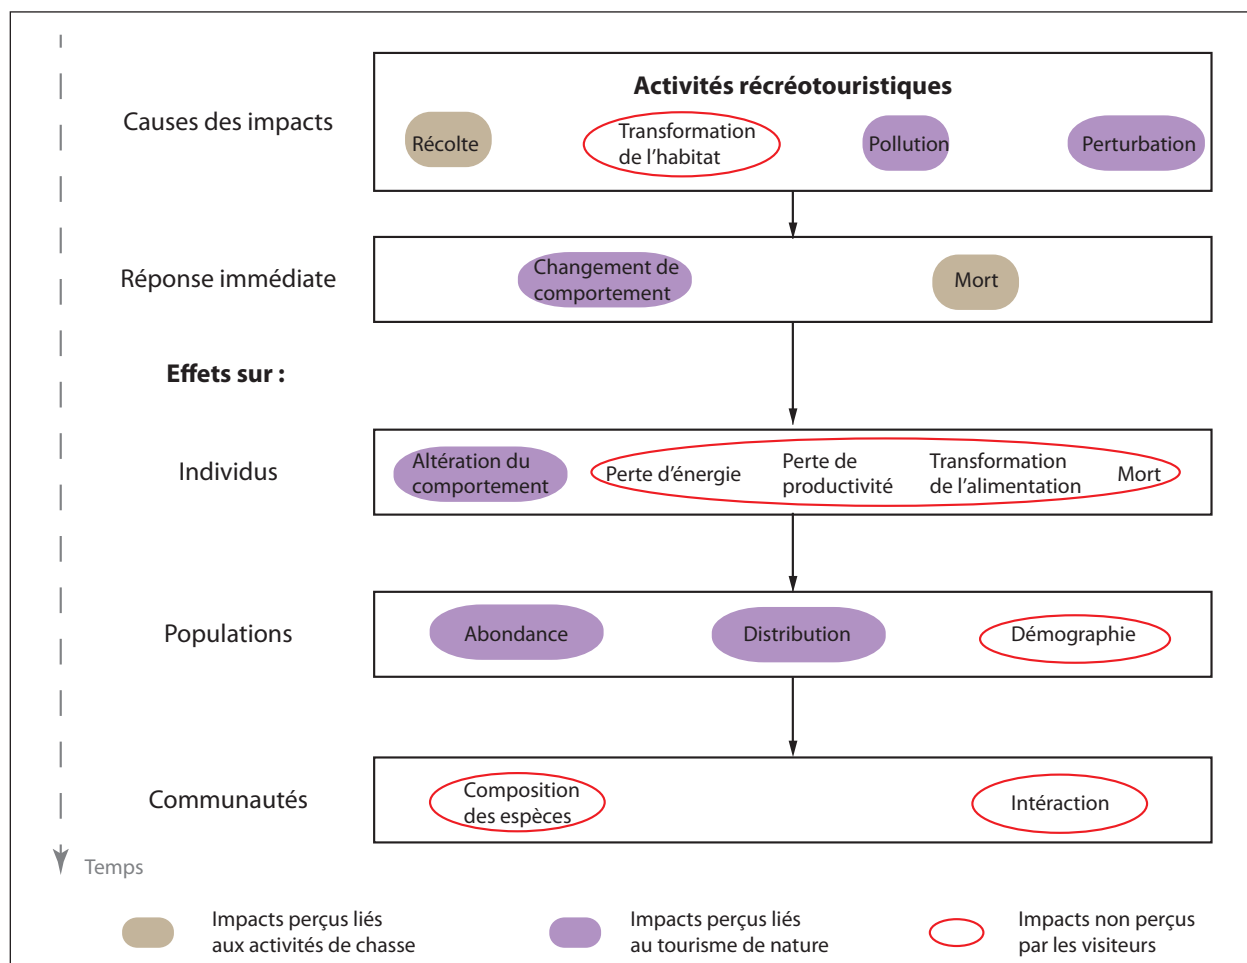 Activités récréotouristiques
Causes des impacts
Récolte
Transformation
de l'habitat
Pollution
Perturbation
Réponse immédiate
Changement de
comportement
Mort
Effets sur :
Individus
Altération du
comportement
Perte d'énergie
Perte de
productivité
Transformation
de l'alimentation
Mort
Populations
Abondance
Distribution
Démographie
Communautés
Composition
des espèces
Intéraction
Temps
Impacts perçus liés
aux activités de chasse
Impacts perçus liés
au tourisme de nature
Impacts non perçus
par les visiteurs